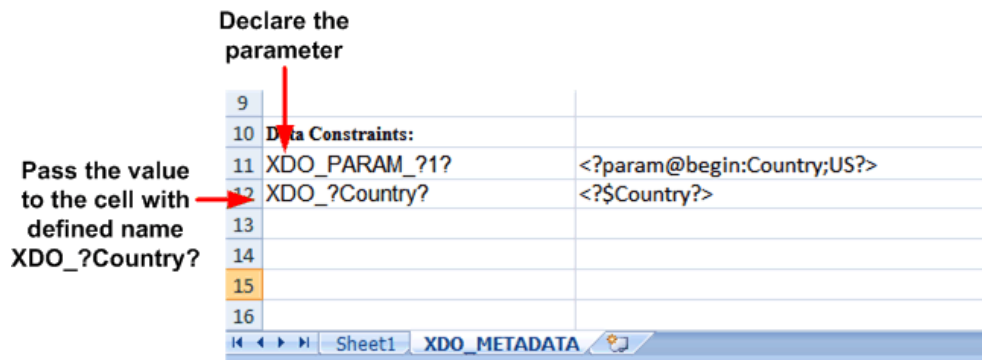 Declare the
parameter
9
10 Data Constraints:
11 XDO_PARAM_?1? <?param@begin:Country;US?>
12 XDO_?Country? <?$Country?>
13
14
15
16
Pass the value
to the cell with
defined name
XDO_?Country?
Sheet1 XDO_METADATA